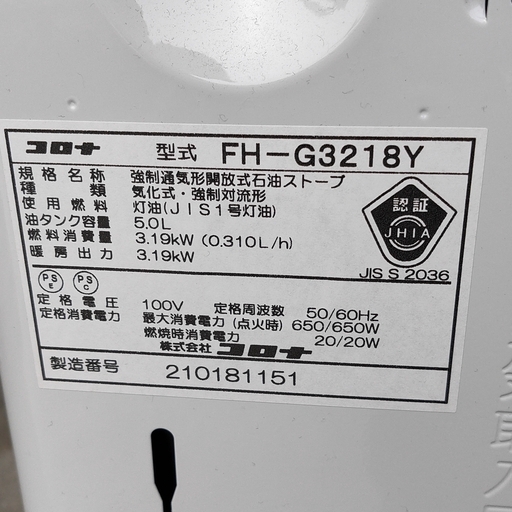 コロナ 型式 FH-G3218Y
規格名称 強制通気形開放式石油ストーブ
種類 気化式・強制対流形
使用燃料 灯油(JIS1号灯油)
油タンク容量 5.0L
燃料消費量 3.19kW (0.310L/h)
暖房出力 3.19kW
認証
JHIA
JIS S 2036
PS E PS C
定格電圧 100V 定格周波数 50/60Hz
定格消費電力 最大消費電力 (点火時) 650/650W
燃焼時消費電力 20/20W
株式会社 コロナ
製造番号 210181151